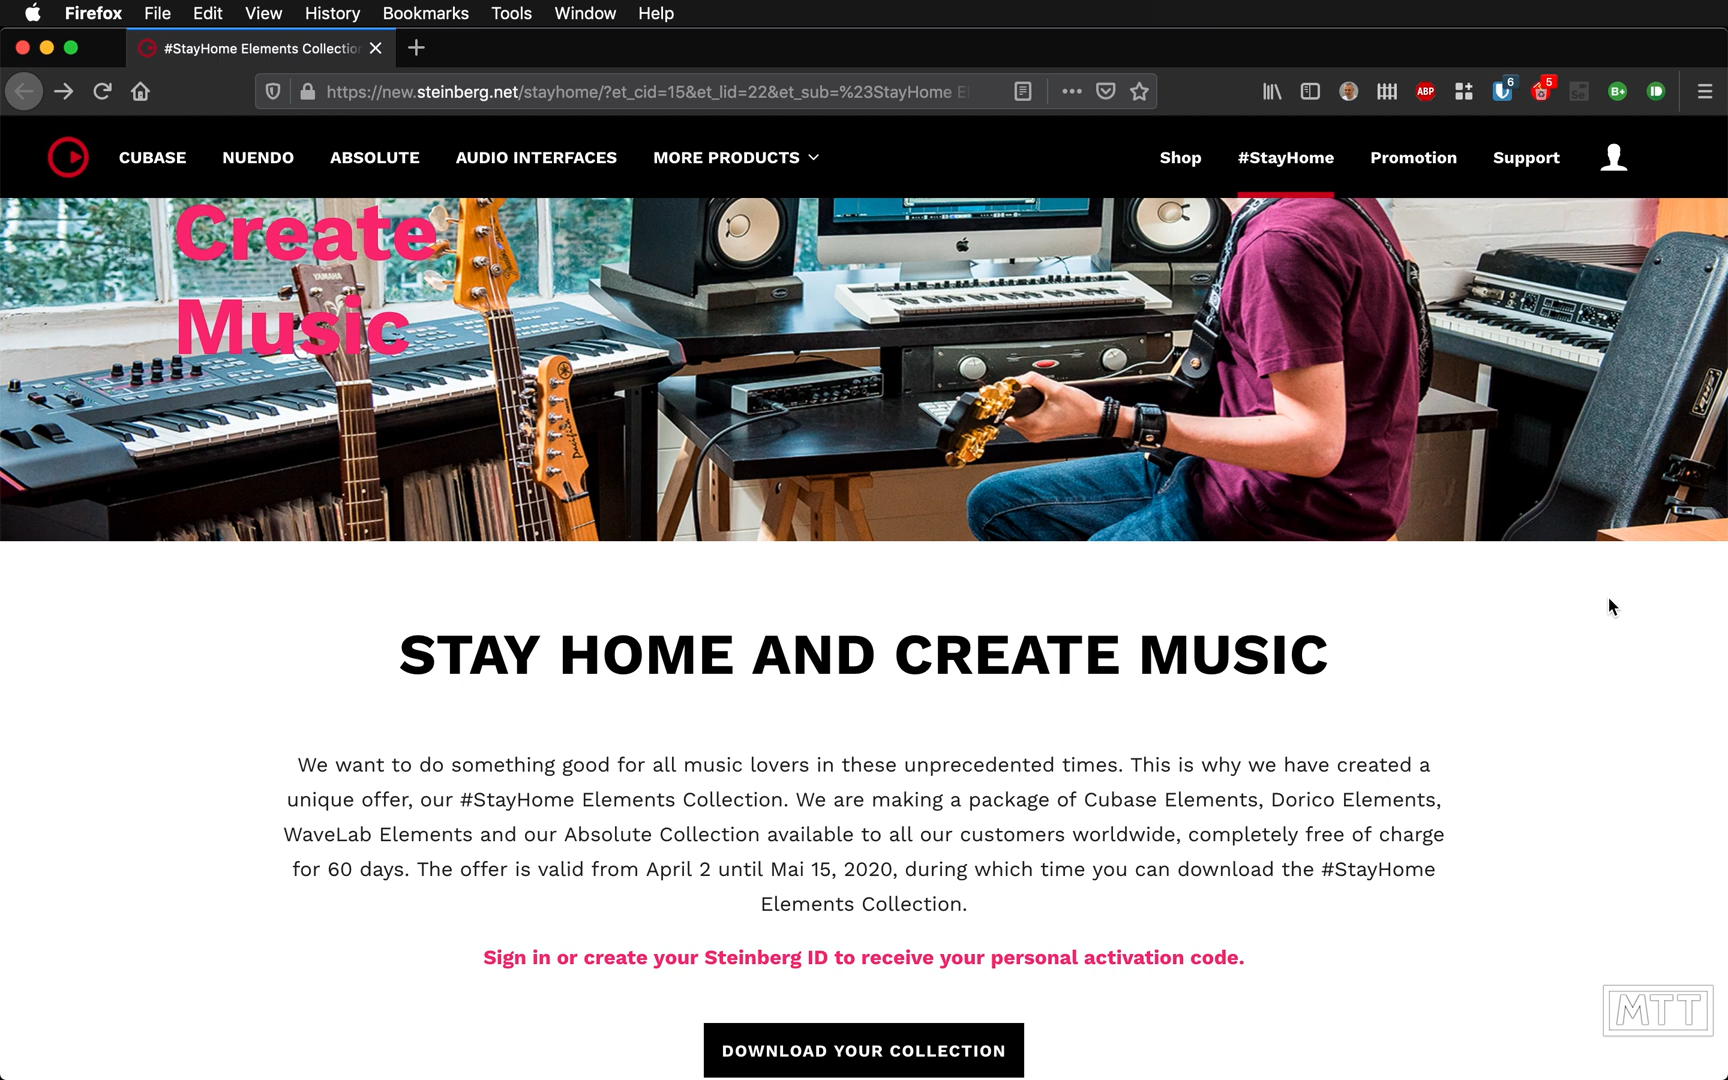 Firefox File Edit View History Bookmarks Tools Window Help
#StayHome Elements Collection
https://new.steinberg.net/stayhome/?et_cid=15&et_lid=22&et_sub=%23StayHome E
ABP 6 5 Se B+
CUBASE NUENDO ABSOLUTE AUDIO INTERFACES MORE PRODUCTS Shop #StayHome Promotion Support
Create
Music
YAMAHA
STAY HOME AND CREATE MUSIC
We want to do something good for all music lovers in these unprecedented times. This is why we have created a
unique offer, our #StayHome Elements Collection. We are making a package of Cubase Elements, Dorico Elements,
WaveLab Elements and our Absolute Collection available to all our customers worldwide, completely free of charge
for 60 days. The offer is valid from April 2 until Mai 15, 2020, during which time you can download the #StayHome
Elements Collection.
Sign in or create your Steinberg ID to receive your personal activation code.
MTT
DOWNLOAD YOUR COLLECTION